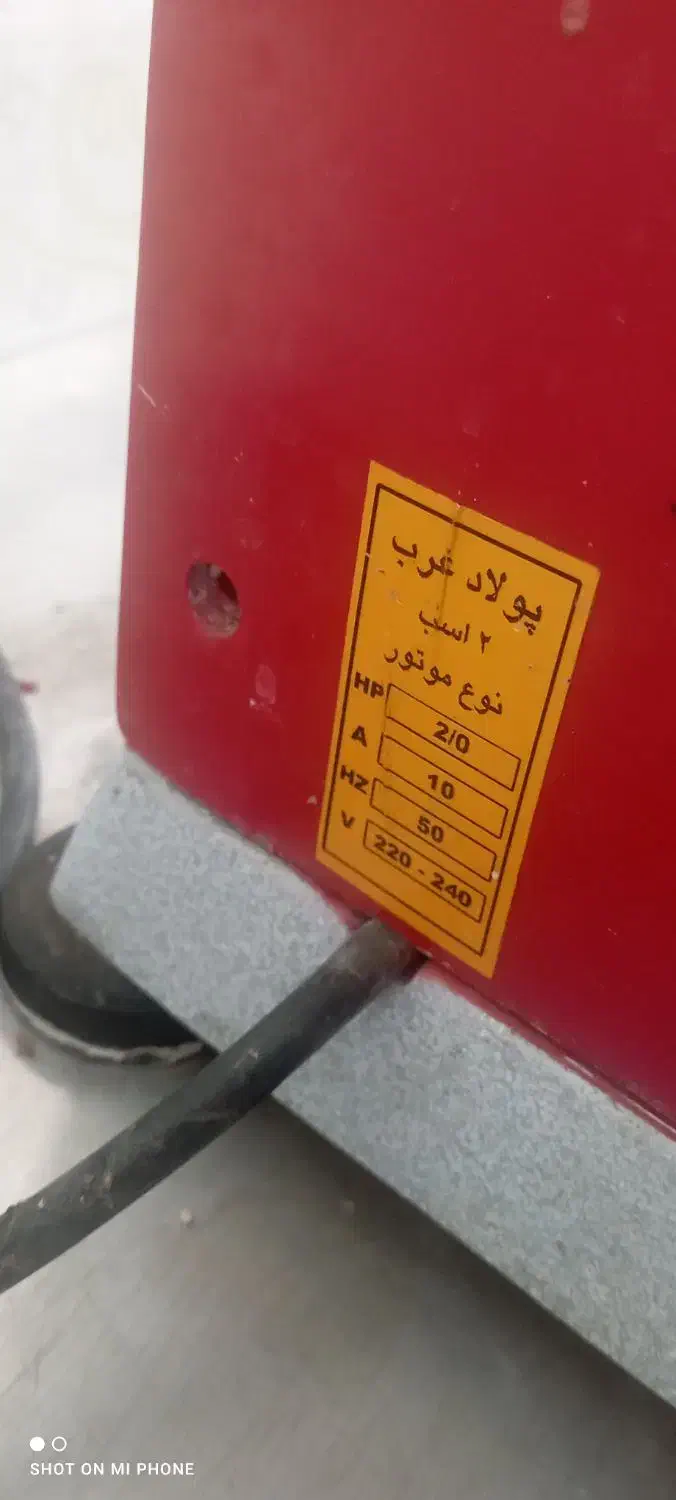 پولاد غرب
۲ اسب
نوع موتور
HP 2/0
A 10
HZ 50
V 220 - 240
SHOT ON MI PHONE